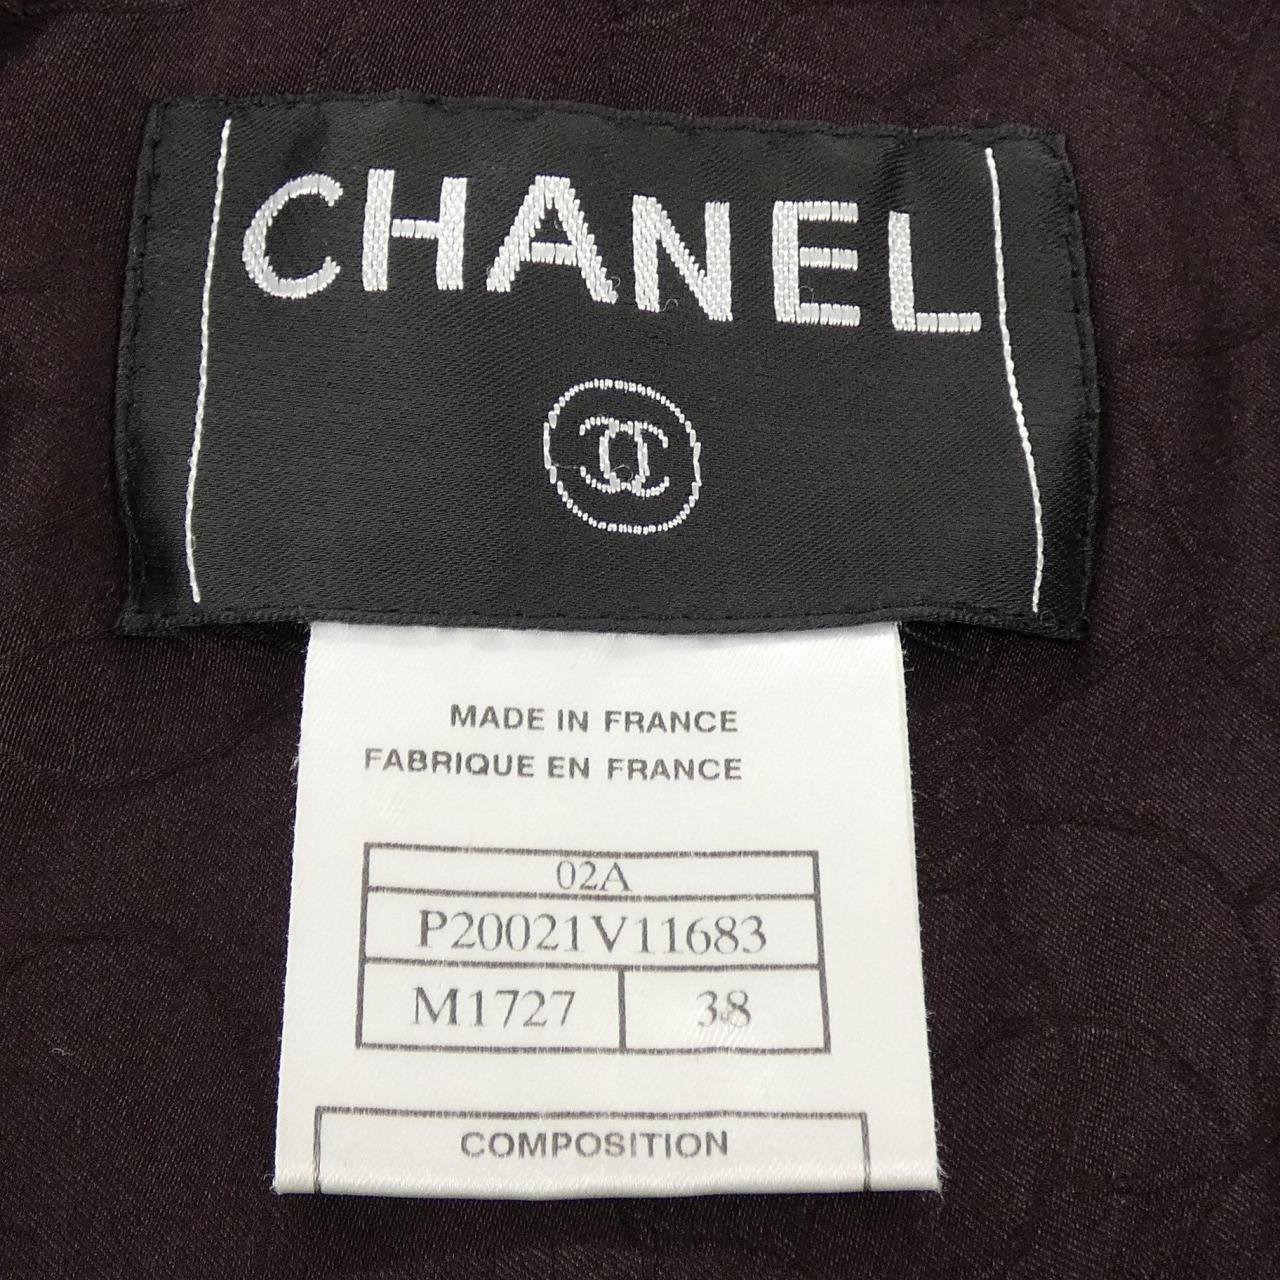 CHANEL
MADE IN FRANCE
FABRIQUE EN FRANCE
02A
P20021V11683
M1727 38
COMPOSITION